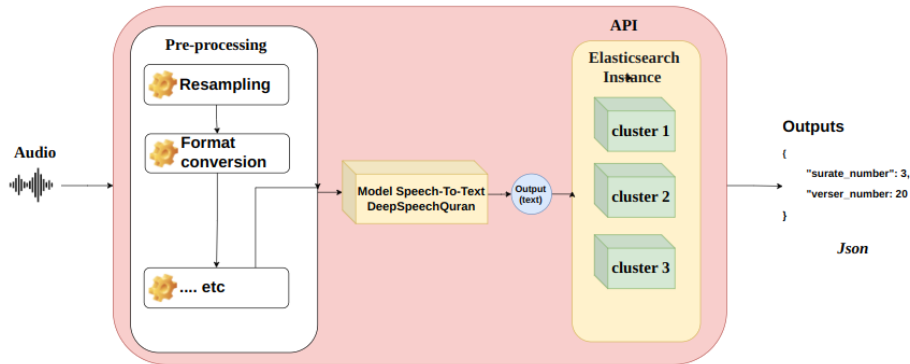 API
Pre-processing
Resampling
Format
conversion
.... etc
Audio
Model Speech-To-Text
DeepSpeechQuran
Output
(text)
Elasticsearch
Instance
cluster 1
cluster 2
cluster 3
Outputs
{
"surate_number": 3,
"verser_number: 20
}
Json